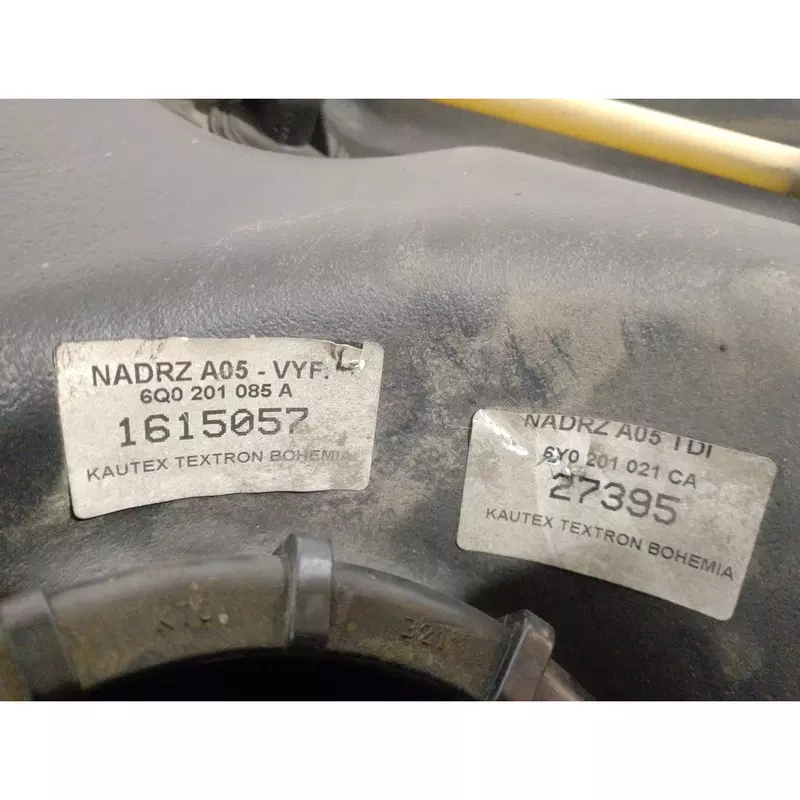 NADRZ A05 - VYF.
6Q0 201 085 A
1615057
KAUTEX TEXTRON BOHEMIA
NADRZ A05 TDI
6Y0 201 021 CA
27395
KAUTEX TEXTRON BOHEMIA